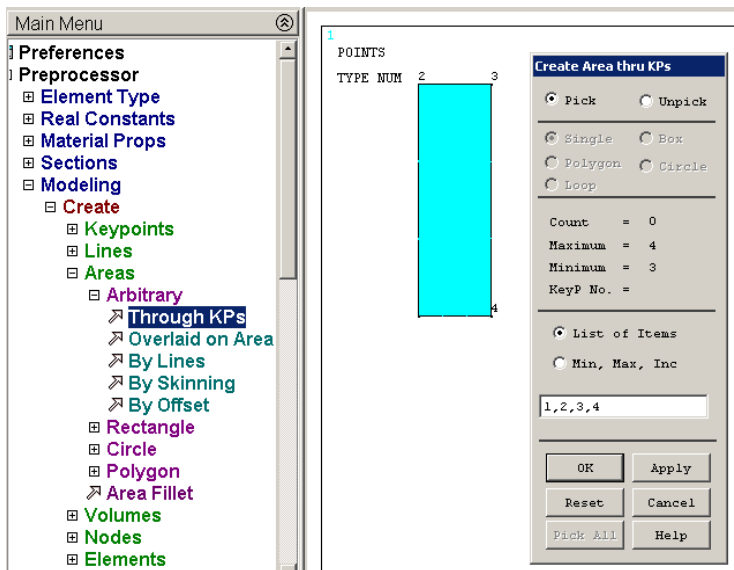 Main Menu
Preferences
Preprocessor
Element Type
Real Constants
Material Props
Sections
Modeling
Create
Keypoints
Lines
Areas
Arbitrary
Through KPs
Overlaid on Area
By Lines
By Skinning
By Offset
Rectangle
Circle
Polygon
Area Fillet
Volumes
Nodes
Elements
1
POINTS
TYPE NUM
2 3
4
Create Area thru KPs
Pick Unpick
Single Box
Polygon Circle
Loop
Count = 0
Maximum = 4
Minimum = 3
KeyP No. =
List of Items
Min, Max, Inc
1,2,3,4
OK Apply
Reset Cancel
Pick All Help